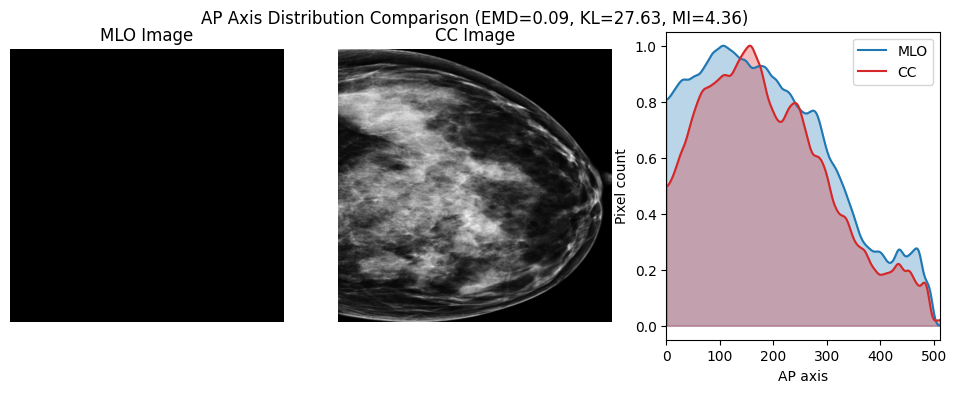 AP Axis Distribution Comparison (EMD=0.09, KL=27.63, MI=4.36)
MLO Image
CC Image
MLO
CC
1.0
0.8
0.6
0.4
0.2
0.0
Pixel count
0 100 200 300 400 500
AP axis